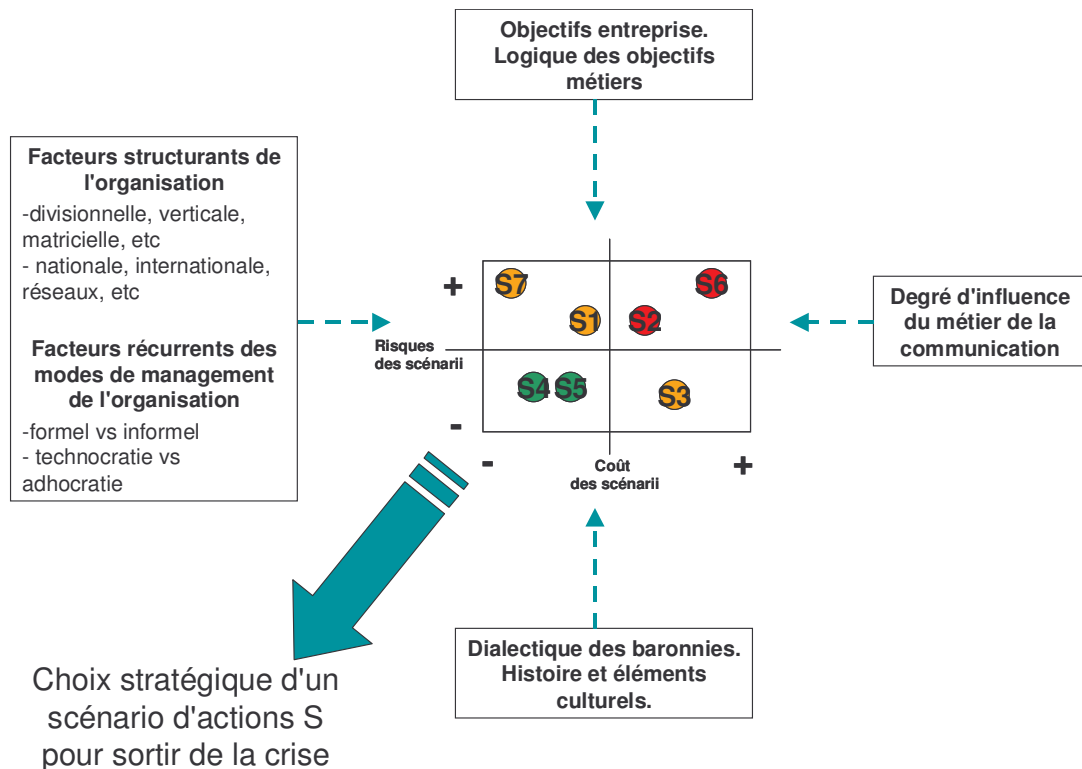 Objectifs entreprise.
Logique des objectifs
métiers
Facteurs structurants de
l'organisation
-divisionnelle, verticale,
matricielle, etc
- nationale, internationale,
réseaux, etc
Facteurs récurrents des
modes de management
de l'organisation
-formel vs informel
- technocratie vs
adhocratie
+
Risques
des scénarii
-
S7
S6
S1
S2
S4
S5
S3
-
Coût
des scénarii
+
Degré d'influence
du métier de la
communication
Dialectique des baronnies.
Histoire et éléments
culturels.
Choix stratégique d'un
scénario d'actions S
pour sortir de la crise